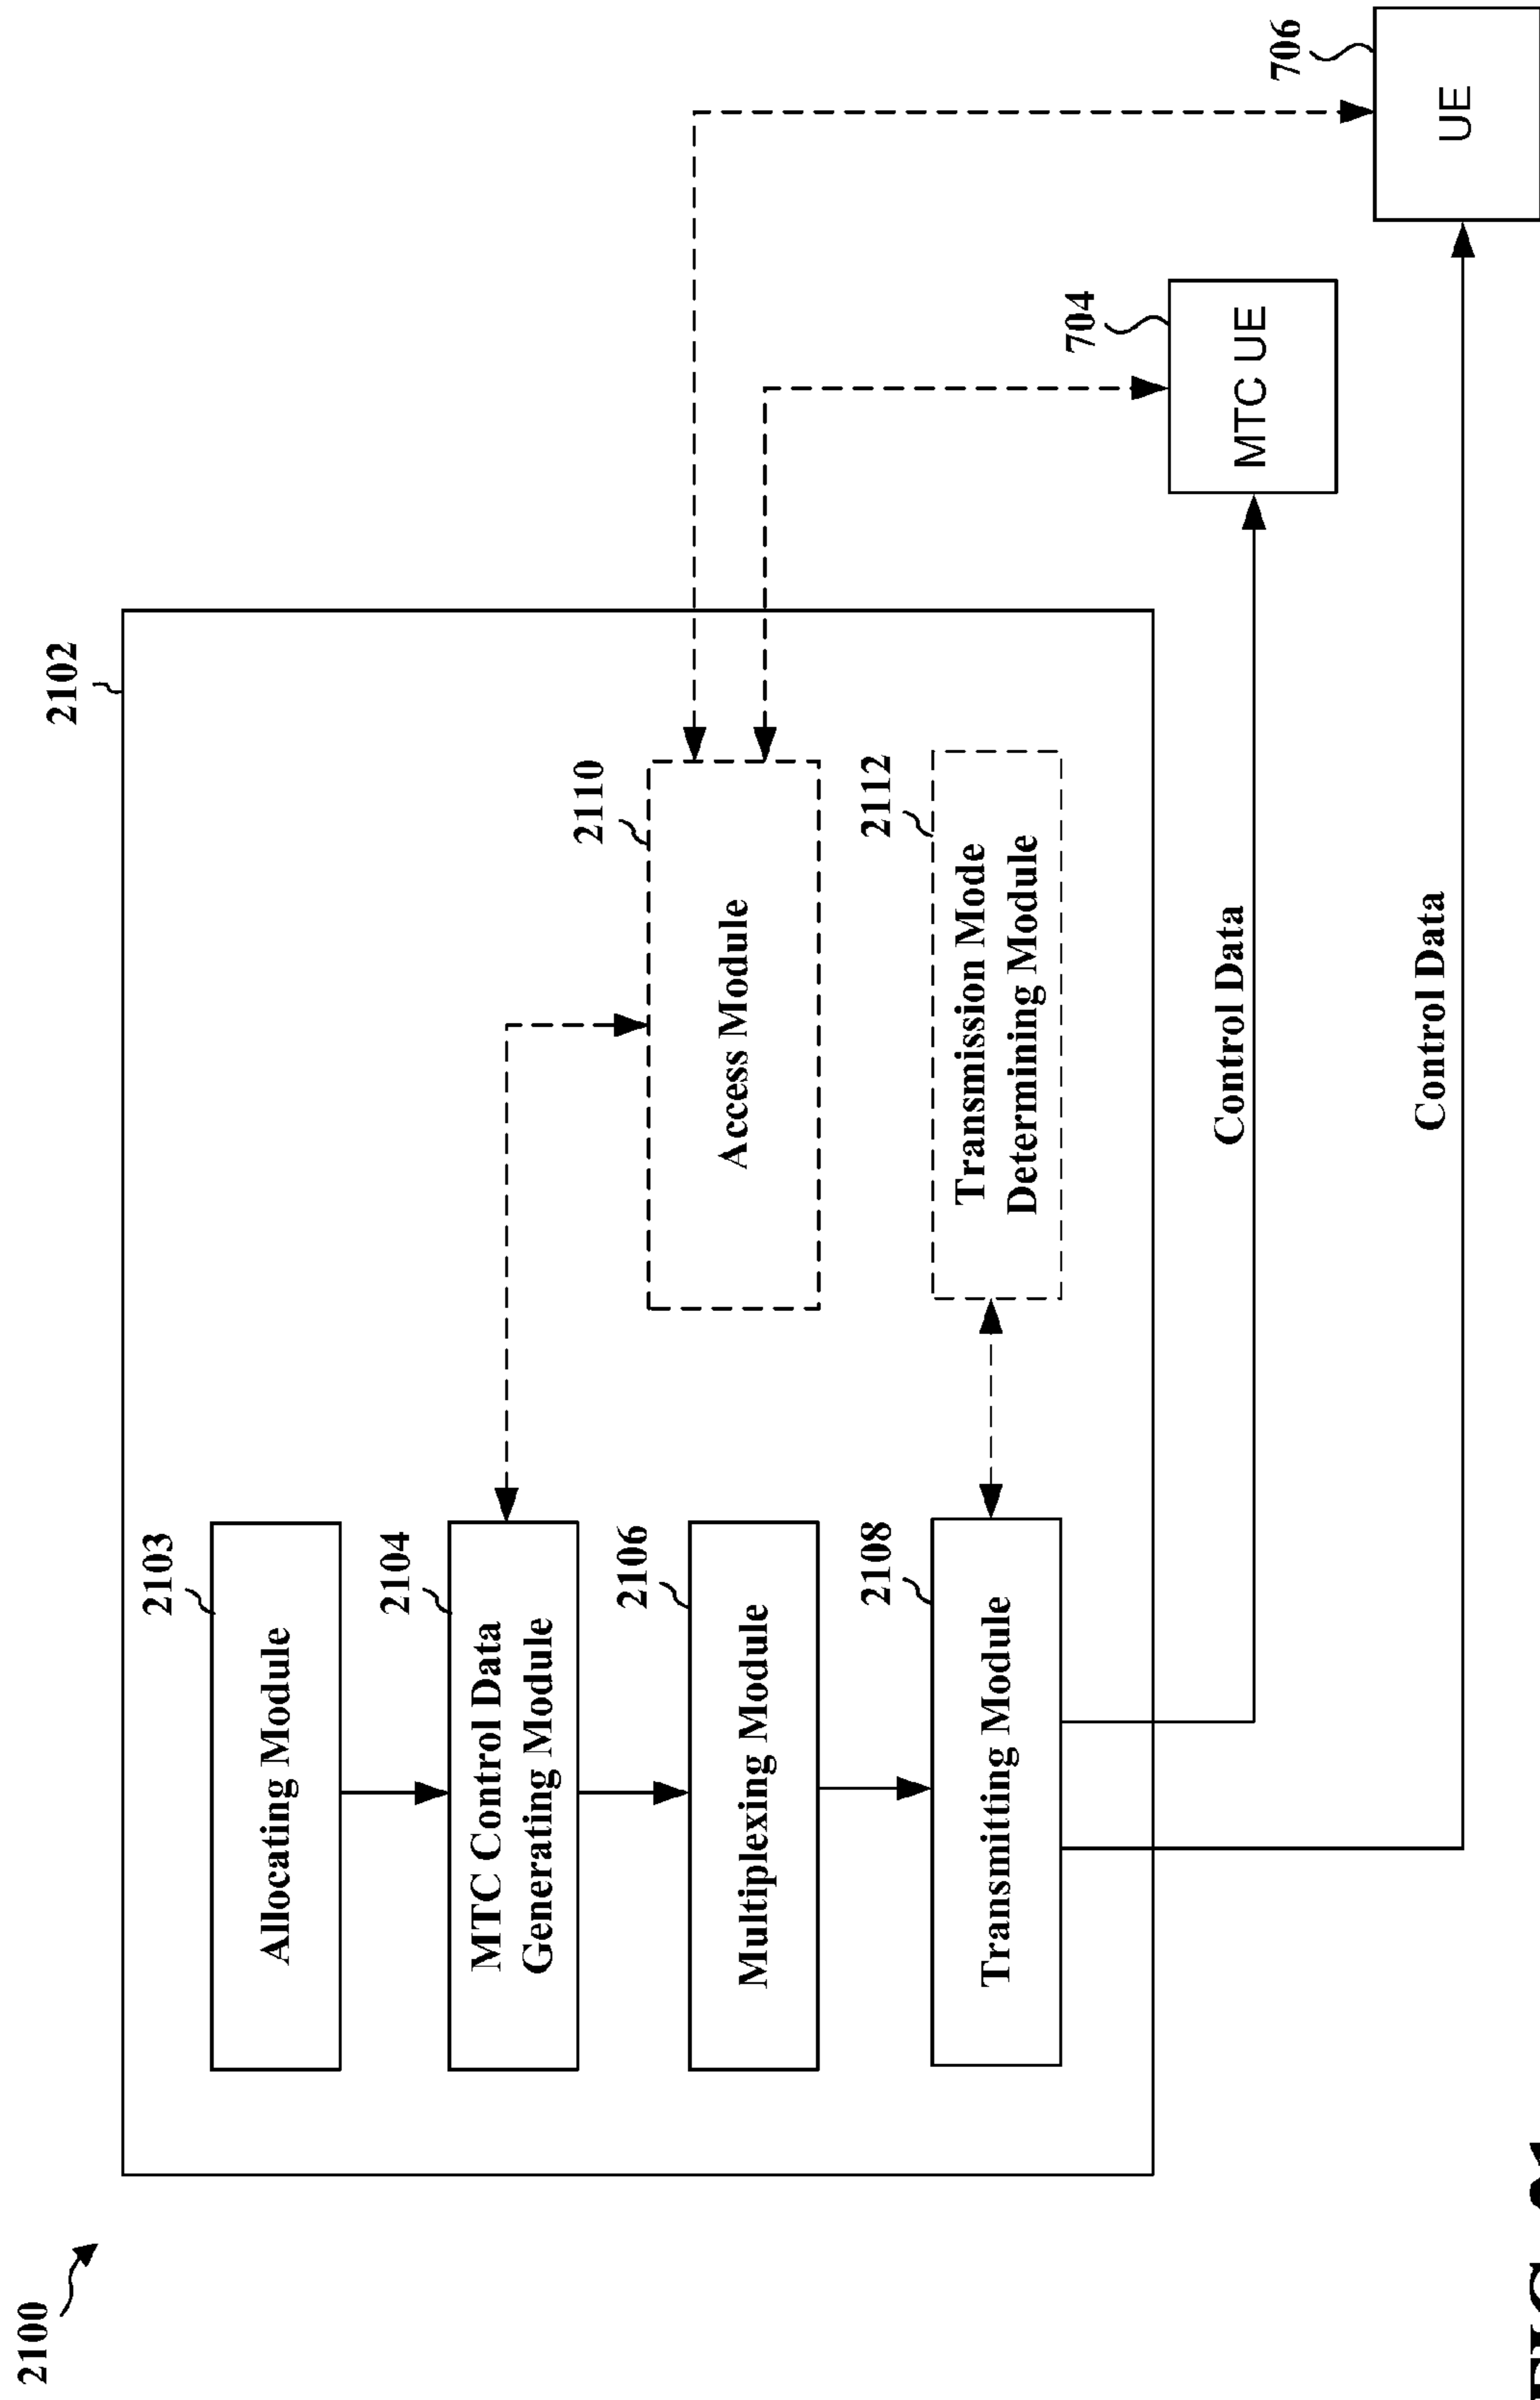 2100
2102
2103
Allocating Module
2104
MTC Control Data
Generating Module
2106
Multiplexing Module
2108
Transmitting Module
2110
Access Module
2112
Transmission Mode
Determining Module
Control Data
704
MTC UE
Control Data
706
UE